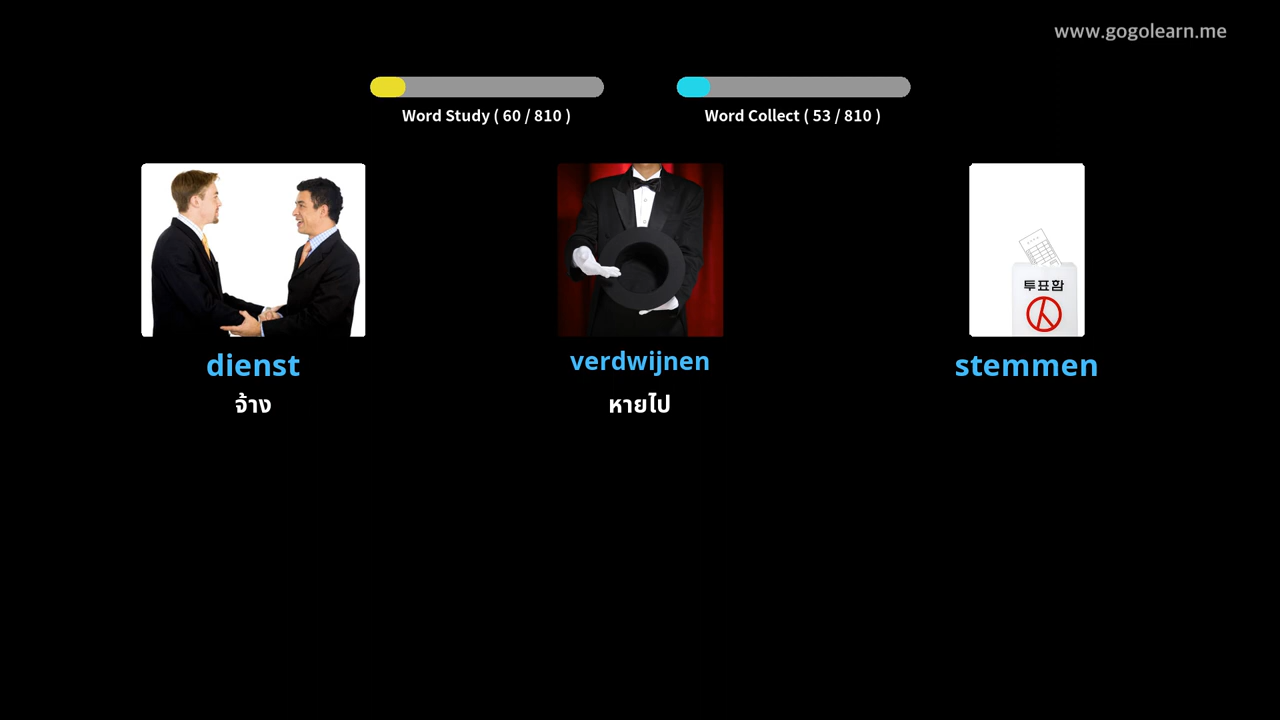 www.gogolearn.me
Word Study ( 60 / 810 )
Word Collect ( 53 / 810 )
투표함
dienst
verdwijnen
stemmen
จ้าง
หายไป